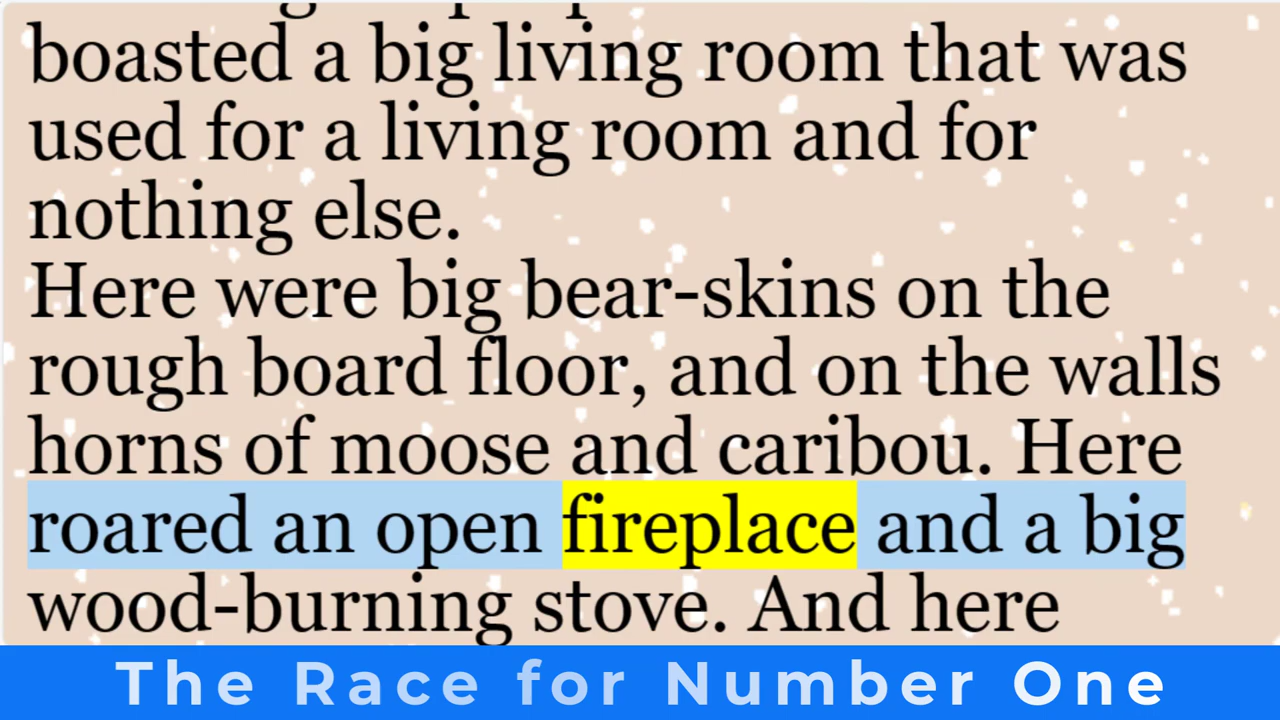 boasted a big living room that was
used for a living room and for
nothing else.
Here were big bear-skins on the
rough board floor, and on the walls
horns of moose and caribou. Here
roared an open fireplace and a big
wood-burning stove. And here
The Race for Number One